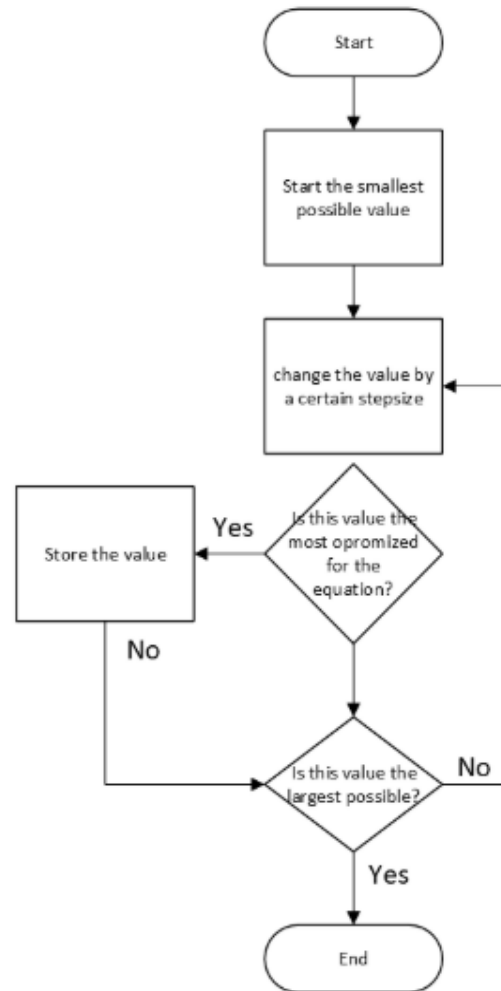 Start
Start the smallest
possible value
change the value by
a certain stepsize
Is this value the
most opromized
for the
equation?
Yes
Store the value
No
Is this value the
largest possible?
No
Yes
End